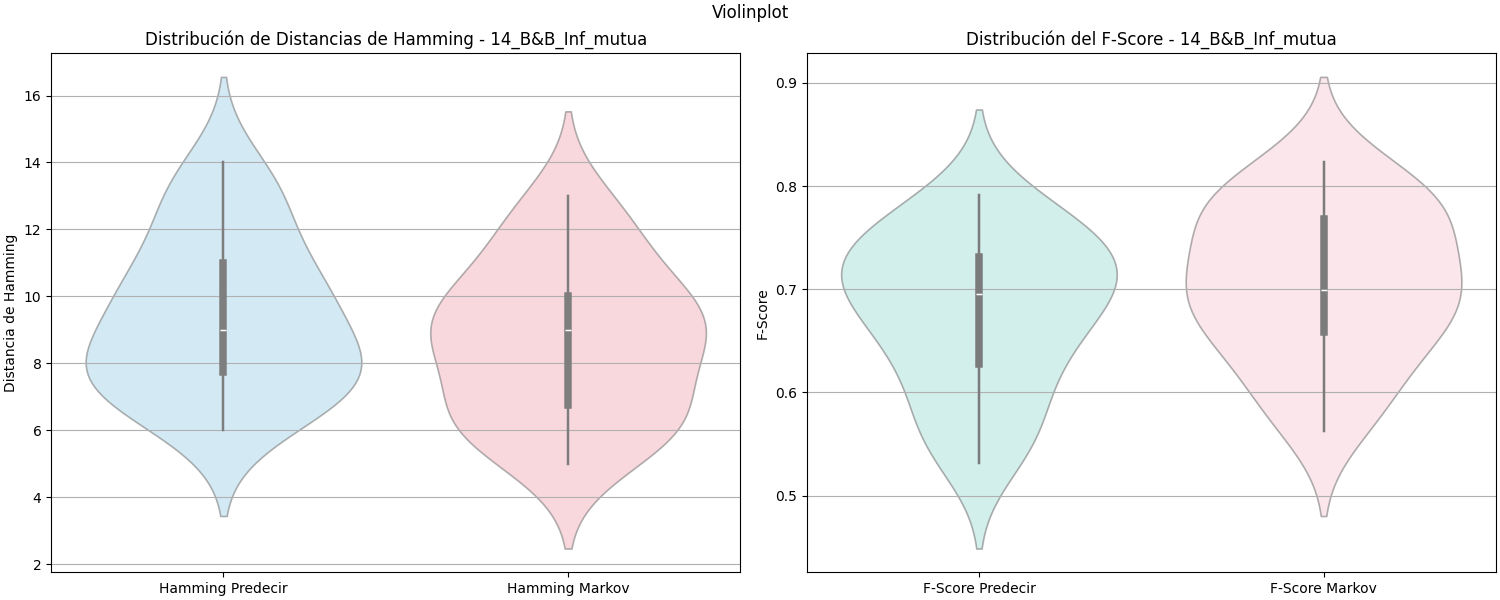 Violinplot
Distribución de Distancias de Hamming - 14_B&B_Inf_mutua
Distancia de Hamming
16
14
12
10
8
6
4
2
Hamming Predecir
Hamming Markov
Distribución del F-Score - 14_B&B_Inf_mutua
F-Score
0.9
0.8
0.7
0.6
0.5
F-Score Predecir
F-Score Markov